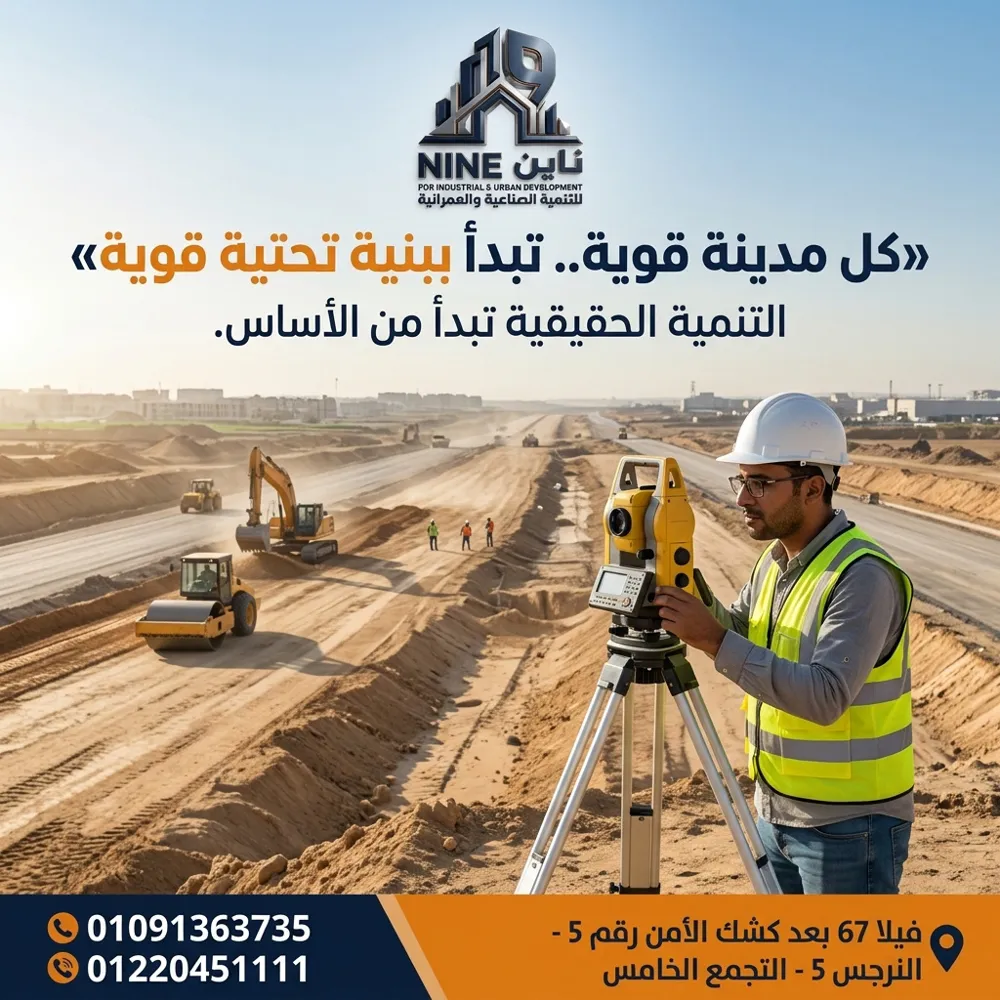 NINE ناين
POR INDUSTRIAL & URBAN DEVELOPMENT
للتنمية الصناعية والعمرانية
«كل مدينة قوية.. تبدأ ببنية تحتية قوية»
التنمية الحقيقية تبدأ من الأساس.
01091363735
01220451111
فيلا 67 بعد كشك الأمن رقم 5 -
النرجس 5 - التجمع الخامس